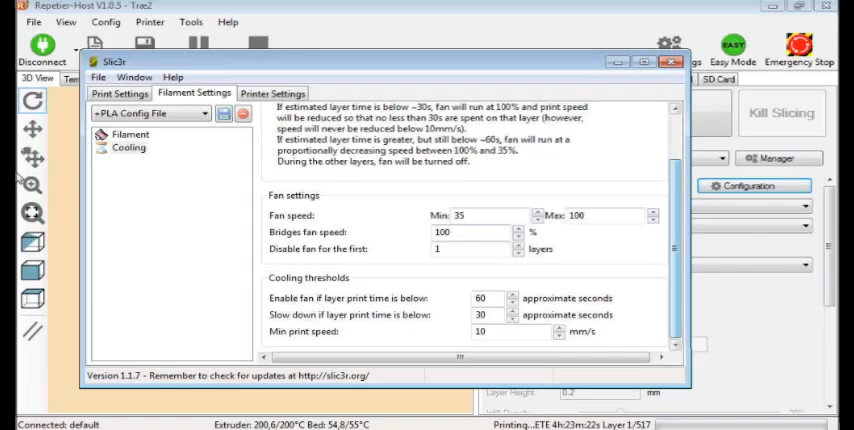 Repetier-Host V1.0.5 - Træ2
File View Config Printer Tools Help
Disconnect
Easy Mode
EASY
Emergency Stop
3D View
SD Card
Slic3r
File Window Help
Print Settings Filament Settings Printer Settings
PLA Config File
Filament
Cooling
If estimated layer time is below ~30s, fan will run at 100% and print speed
will be reduced so that no less than 30s are spent on that layer (however,
speed will never be reduced below 10mm/s).
If estimated layer time is greater, but still below ~60s, fan will run at a
proportionally decreasing speed between 100% and 35%.
During the other layers, fan will be turned off.
Kill Slicing
Manager
Configuration
Fan settings
Fan speed: Min: 35 Max: 100
Bridges fan speed: 100 %
Disable fan for the first: 1 layers
Cooling thresholds
Enable fan if layer print time is below: 60 approximate seconds
Slow down if layer print time is below: 30 approximate seconds
Min print speed: 10 mm/s
Version 1.1.7 - Remember to check for updates at http://slic3r.org/
Layer Height: 0.2 mm
Connected: default Extruder: 200,6/200°C Bed: 54,8/55°C Printing...ETE 4h:23m:22s Layer 1/517